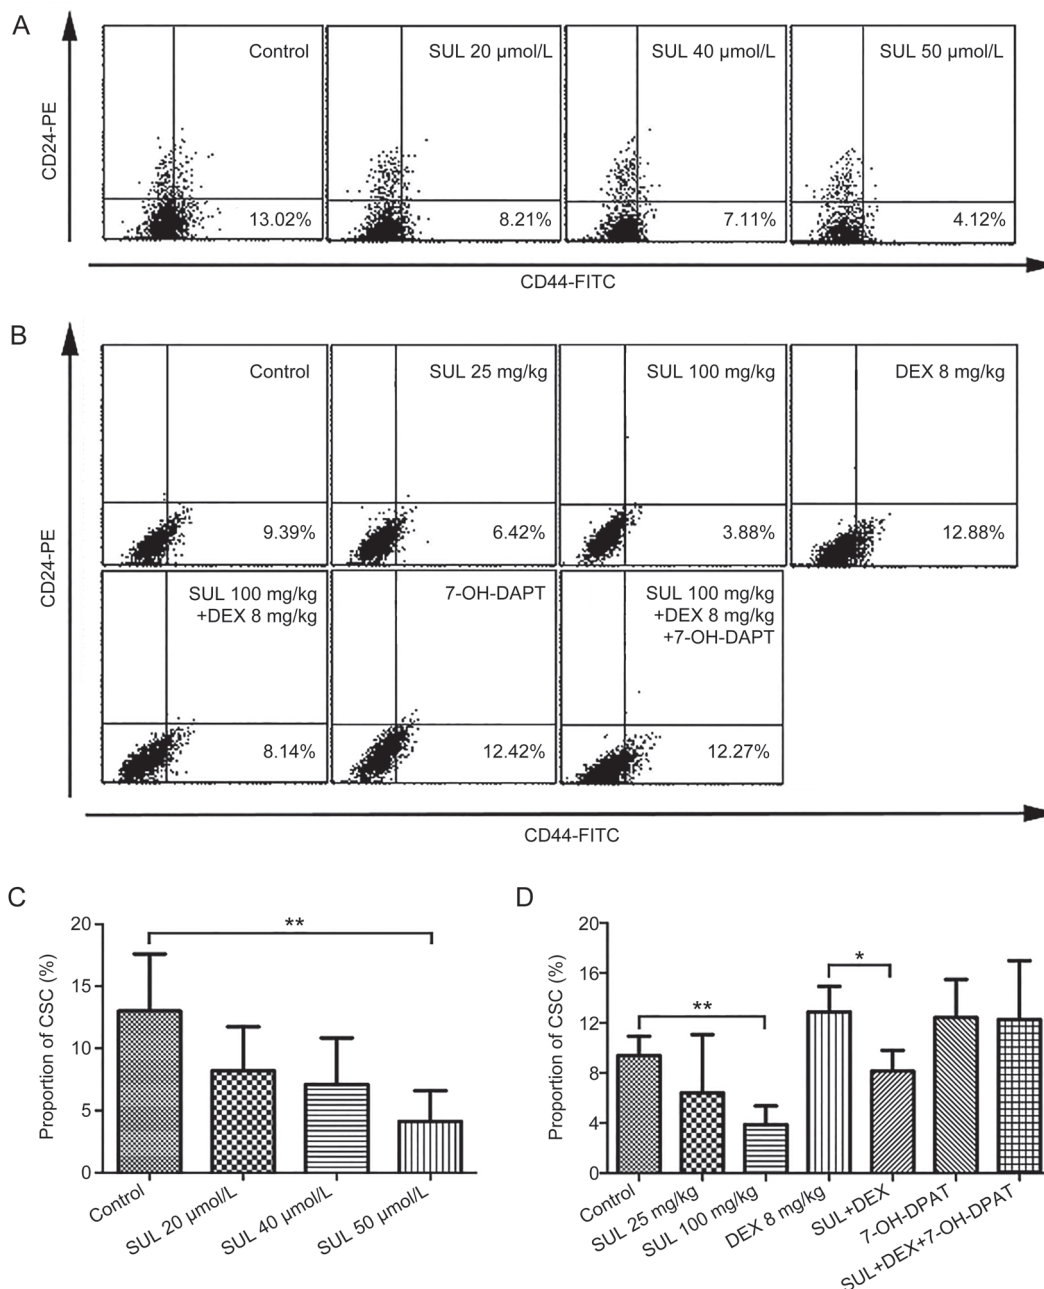 A
Control
SUL 20 µmol/L
SUL 40 µmol/L
SUL 50 µmol/L
CD24-PE
13.02%
8.21%
7.11%
4.12%
CD44-FITC
B
Control
SUL 25 mg/kg
SUL 100 mg/kg
DEX 8 mg/kg
9.39%
6.42%
3.88%
12.88%
CD24-PE
SUL 100 mg/kg
+DEX 8 mg/kg
7-OH-DAPT
SUL 100 mg/kg
+DEX 8 mg/kg
+7-OH-DAPT
8.14%
12.42%
12.27%
CD44-FITC
C
Proportion of CSC (%)
20
15
10
5
0
**
Control
SUL 20 µmol/L
SUL 40 µmol/L
SUL 50 µmol/L
D
Proportion of CSC (%)
20
16
12
8
4
0
**
*
Control
SUL 25 mg/kg
SUL 100 mg/kg
DEX 8 mg/kg
SUL+DEX
7-OH-DPAT
SUL+DEX+7-OH-DPAT